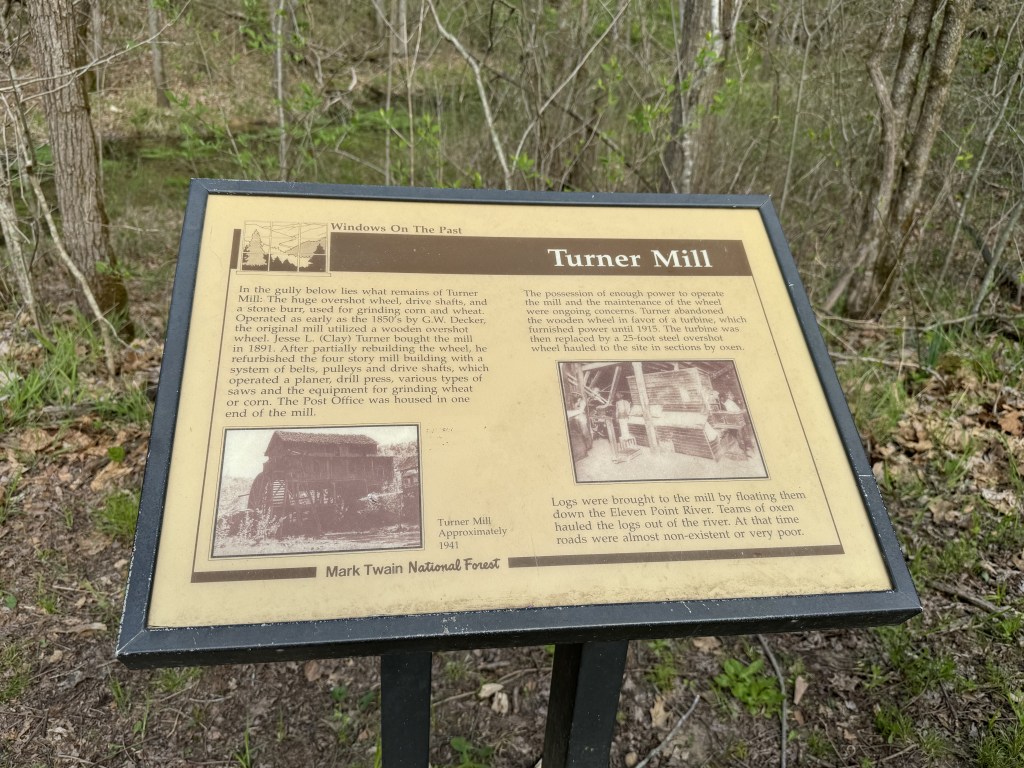 Windows On The Past
Turner Mill
In the gully below lies what remains of Turner
Mill: The huge overshot wheel, drive shafts, and
a stone burr, used for grinding corn and wheat.
Operated as early as the 1850's by G.W. Decker,
the original mill utilized a wooden overshot
wheel. Jesse L. (Clay) Turner bought the mill
in 1891. After partially rebuilding the wheel, he
refurbished the four story mill building with a
system of belts, pulleys and drive shafts, which
operated a planer, drill press, various types of
saws and the equipment for grinding wheat
or corn. The Post Office was housed in one
end of the mill.
Turner Mill
Approximately
1941
The possession of enough power to operate
the mill and the maintenance of the wheel
were ongoing concerns. Turner abandoned
the wooden wheel in favor of a turbine, which
furnished power until 1915. The turbine was
then replaced by a 25-foot steel overshot
wheel hauled to the site in sections by oxen.
Logs were brought to the mill by floating them
down the Eleven Point River. Teams of oxen
hauled the logs out of the river. At that time
roads were almost non-existent or very poor.
Mark Twain National Forest